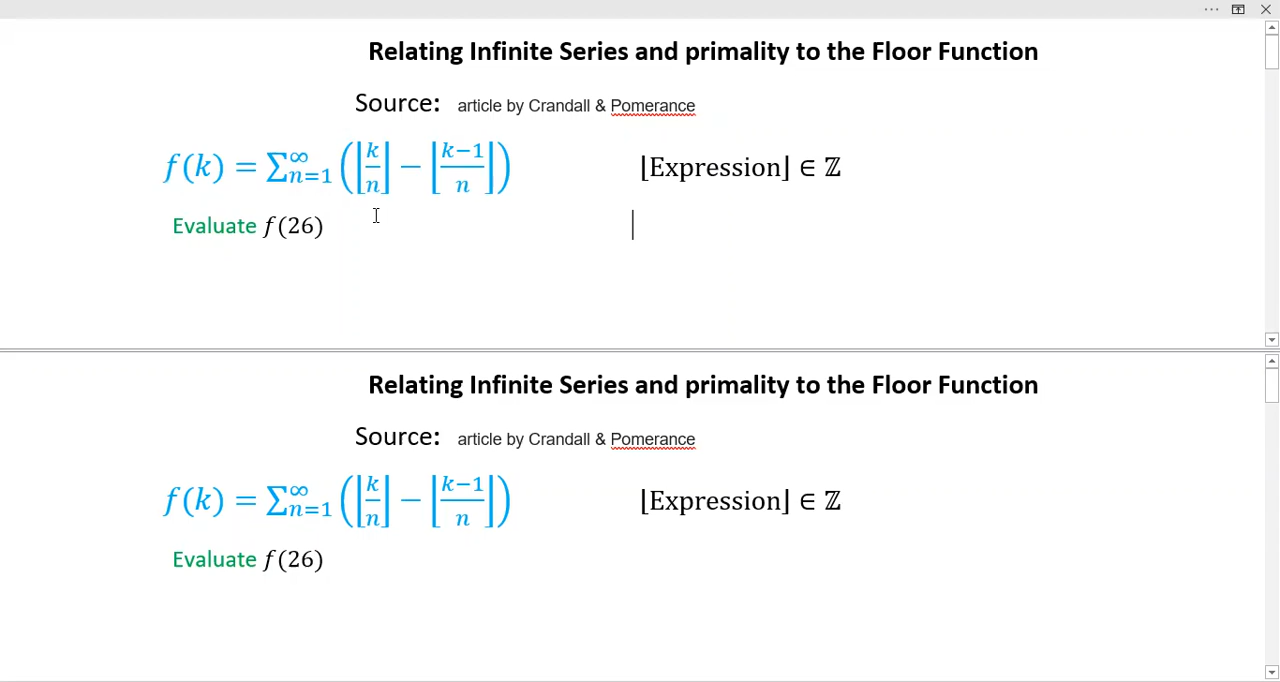 Relating Infinite Series and primality to the Floor Function
Source: article by Crandall & Pomerance
f(k) = ∑_{n=1}^{∞} (⌊k/n⌋ − ⌊(k−1)/n⌋) ⌊Expression⌋ ∈ ℤ
Evaluate f(26)
Relating Infinite Series and primality to the Floor Function
Source: article by Crandall & Pomerance
f(k) = ∑_{n=1}^{∞} (⌊k/n⌋ − ⌊(k−1)/n⌋) ⌊Expression⌋ ∈ ℤ
Evaluate f(26)